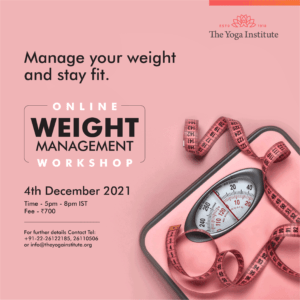 The Yoga Institute
Manage your weight
and stay fit.
ONLINE
WEIGHT
MANAGEMENT
WORKSHOP
4th December 2021
Time - 5pm - 8pm IST
Fee - ₹700
For further details Contact Tel:
+91-22-26122185, 26110506
or info@theyogainstitute.org